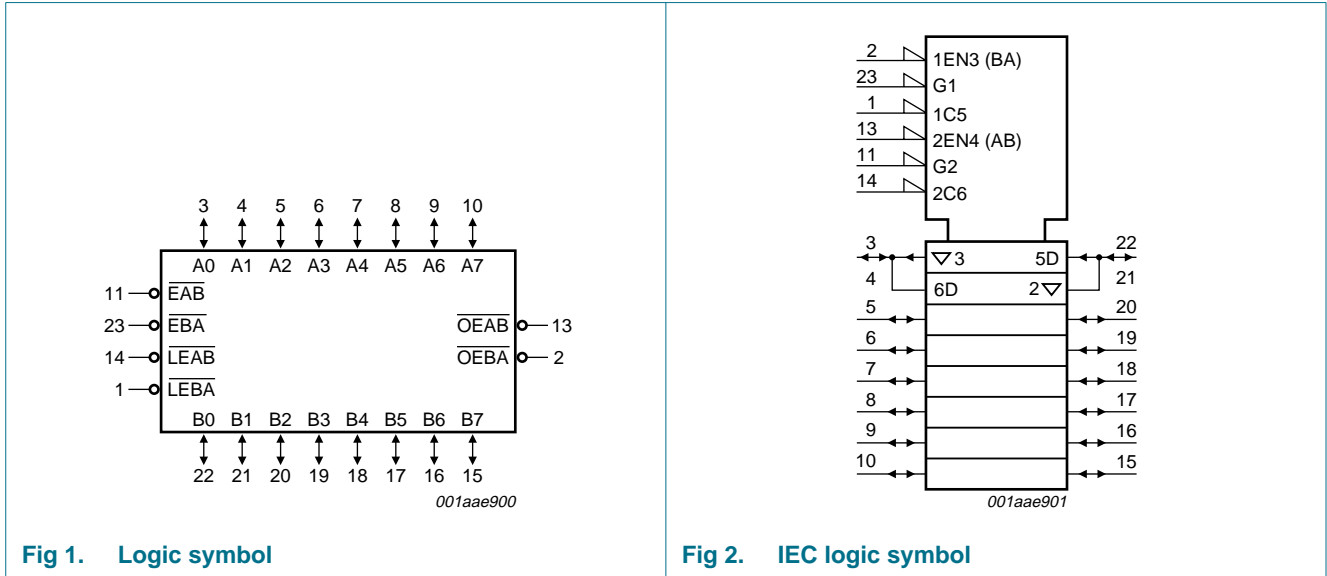 3 4 5 6 7 8 9 10
A0 A1 A2 A3 A4 A5 A6 A7
11 EAB
23 EBA OEAB 13
14 LEAB OEBA 2
1 LEBA
B0 B1 B2 B3 B4 B5 B6 B7
22 21 20 19 18 17 16 15
001aae900
Fig 1. Logic symbol
2 1EN3 (BA)
23 G1
1 1C5
13 2EN4 (AB)
11 G2
14 2C6
3 ▽3 5D 22
4 6D 2▽ 21
5 20
6 19
7 18
8 17
9 16
10 15
001aae901
Fig 2. IEC logic symbol